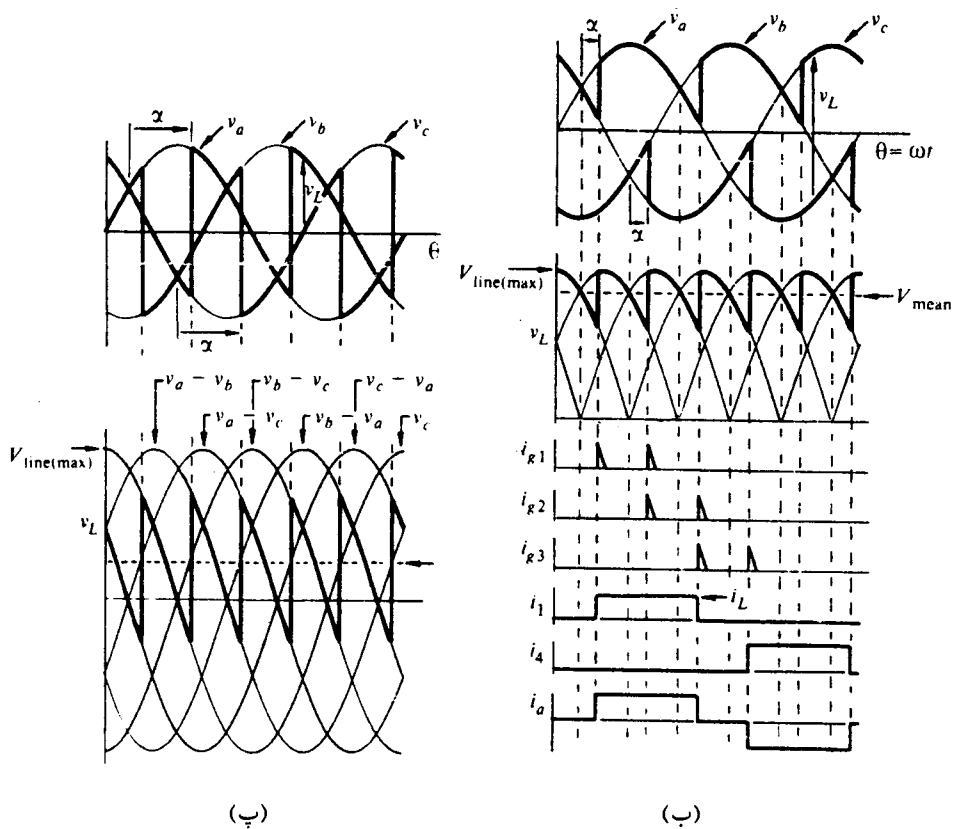 α
v_a
v_b
v_c
v_L
θ
α
v_a − v_b
v_b − v_c
v_c − v_a
v_a − v_c
v_b − v_a
v_c
V_line(max)
v_L
(پ)
α
v_a
v_b
v_c
v_L
θ = ωt
α
V_line(max)
V_mean
v_L
i_g1
i_g2
i_g3
i_1
i_L
i_4
i_a
(ب)